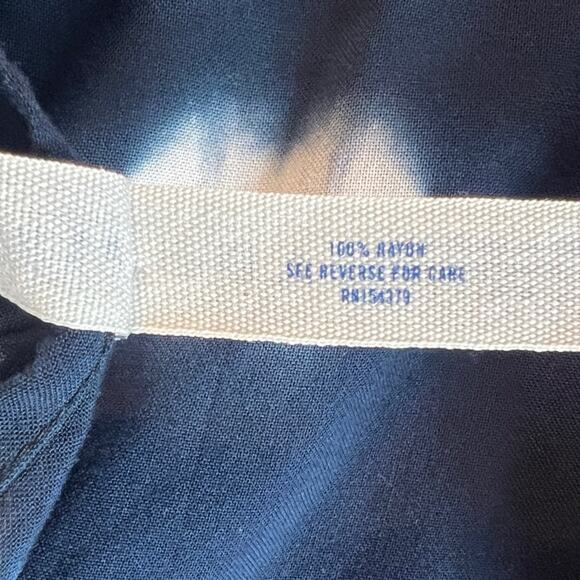 100% RAYON
SEE REVERSE FOR CARE
RN154379